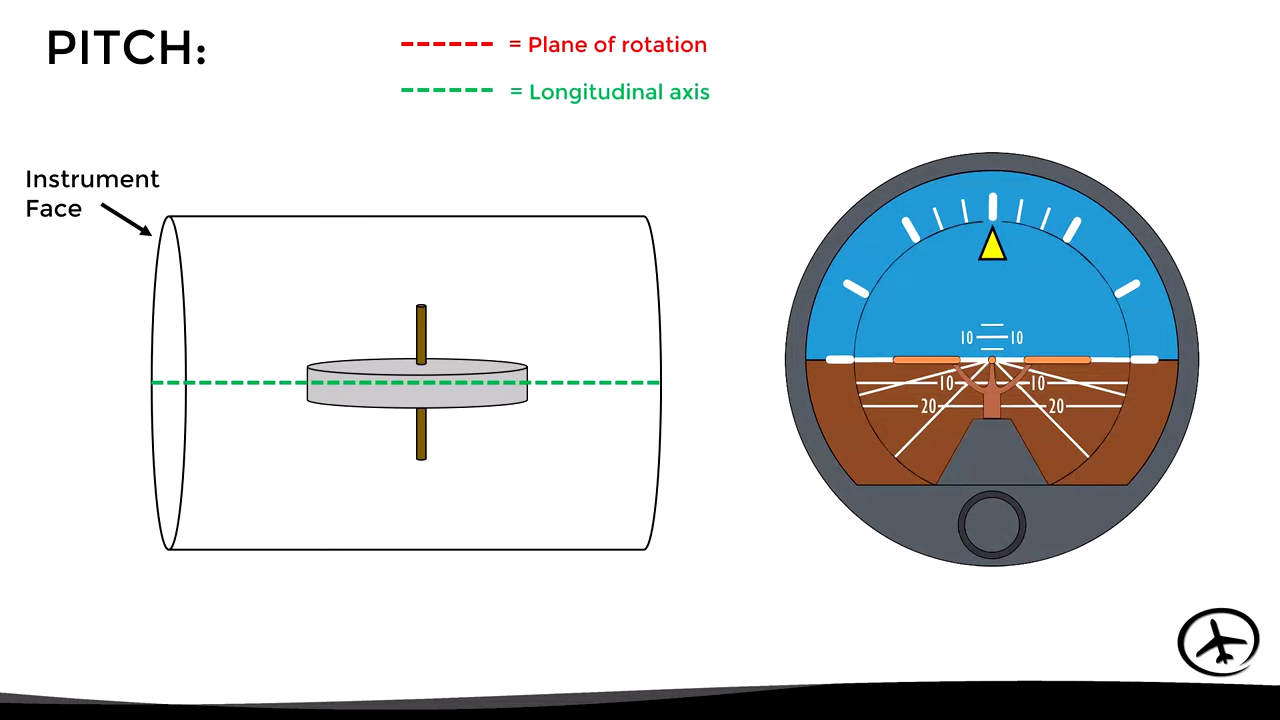 PITCH:
= Plane of rotation
= Longitudinal axis
Instrument
Face
10 10
10 10
20 20